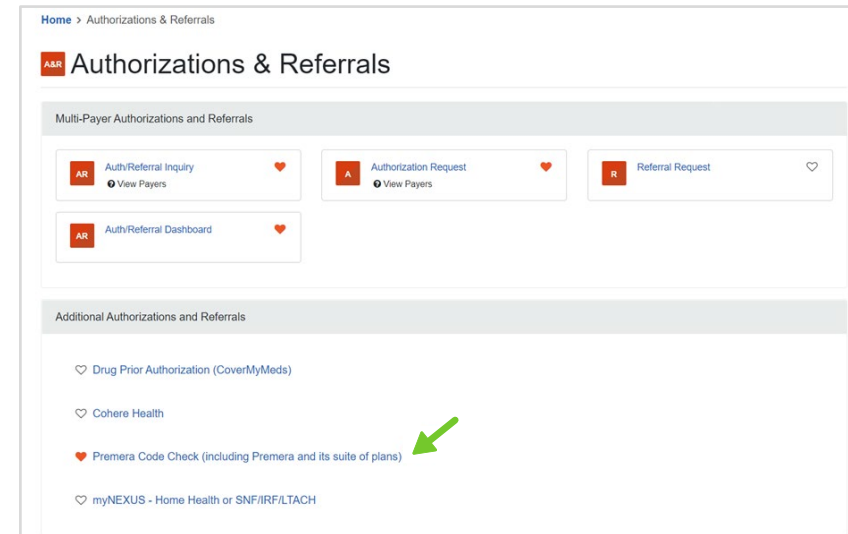 Home > Authorizations & Referrals
A&R Authorizations & Referrals
Multi-Payer Authorizations and Referrals
AR Auth/Referral Inquiry
? View Payers
A Authorization Request
? View Payers
R Referral Request
AR Auth/Referral Dashboard
Additional Authorizations and Referrals
Drug Prior Authorization (CoverMyMeds)
Cohere Health
Premera Code Check (including Premera and its suite of plans)
myNEXUS - Home Health or SNF/IRF/LTACH